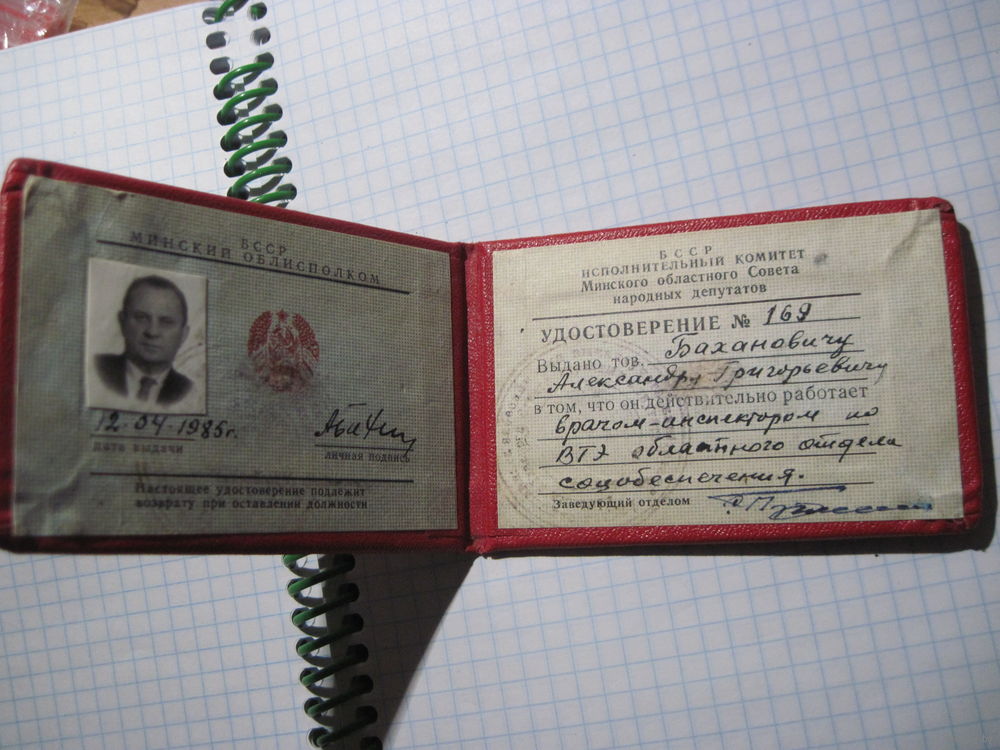 БССР
МИНСКИЙ ОБЛИСПОЛКОМ
12.04.1985г.
дата выдачи
личная подпись
Настоящее удостоверение подлежит
возврату при оставлении должности
БССР
ИСПОЛНИТЕЛЬНЫЙ КОМИТЕТ
Минского областного Совета
народных депутатов
УДОСТОВЕРЕНИЕ № 169
Выдано тов. Бахановичу
Александру Григорьевичу
в том, что он действительно работает
врачом-инспектором по
ВТЭ областного отдела
соцобеспечения.
Заведующий отделом